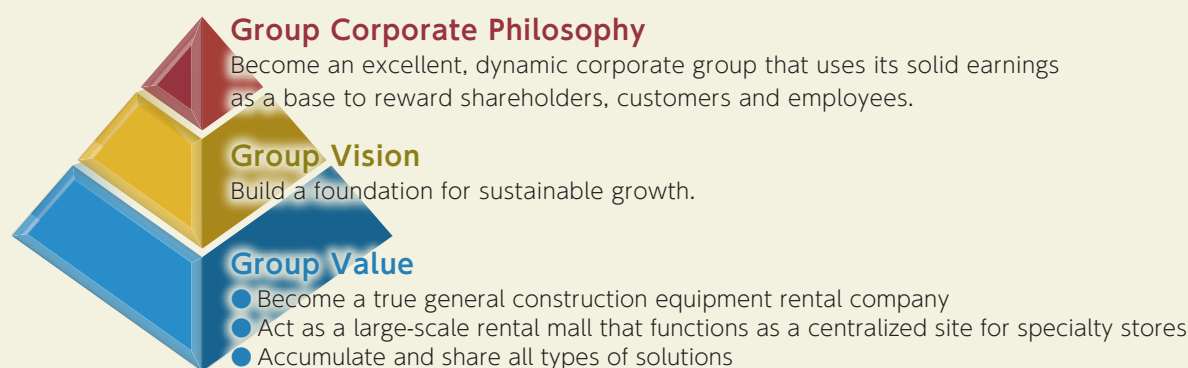 Group Corporate Philosophy
Become an excellent, dynamic corporate group that uses its solid earnings
as a base to reward shareholders, customers and employees.
Group Vision
Build a foundation for sustainable growth.
Group Value
● Become a true general construction equipment rental company
● Act as a large-scale rental mall that functions as a centralized site for specialty stores
● Accumulate and share all types of solutions